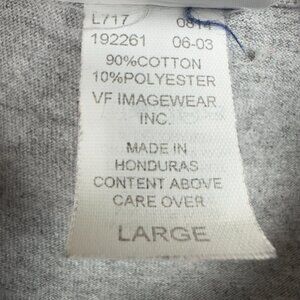 L717 0814
192261 06-03
90%COTTON
10%POLYESTER
VF IMAGEWEAR
INC.
MADE IN
HONDURAS
CONTENT ABOVE
CARE OVER
LARGE